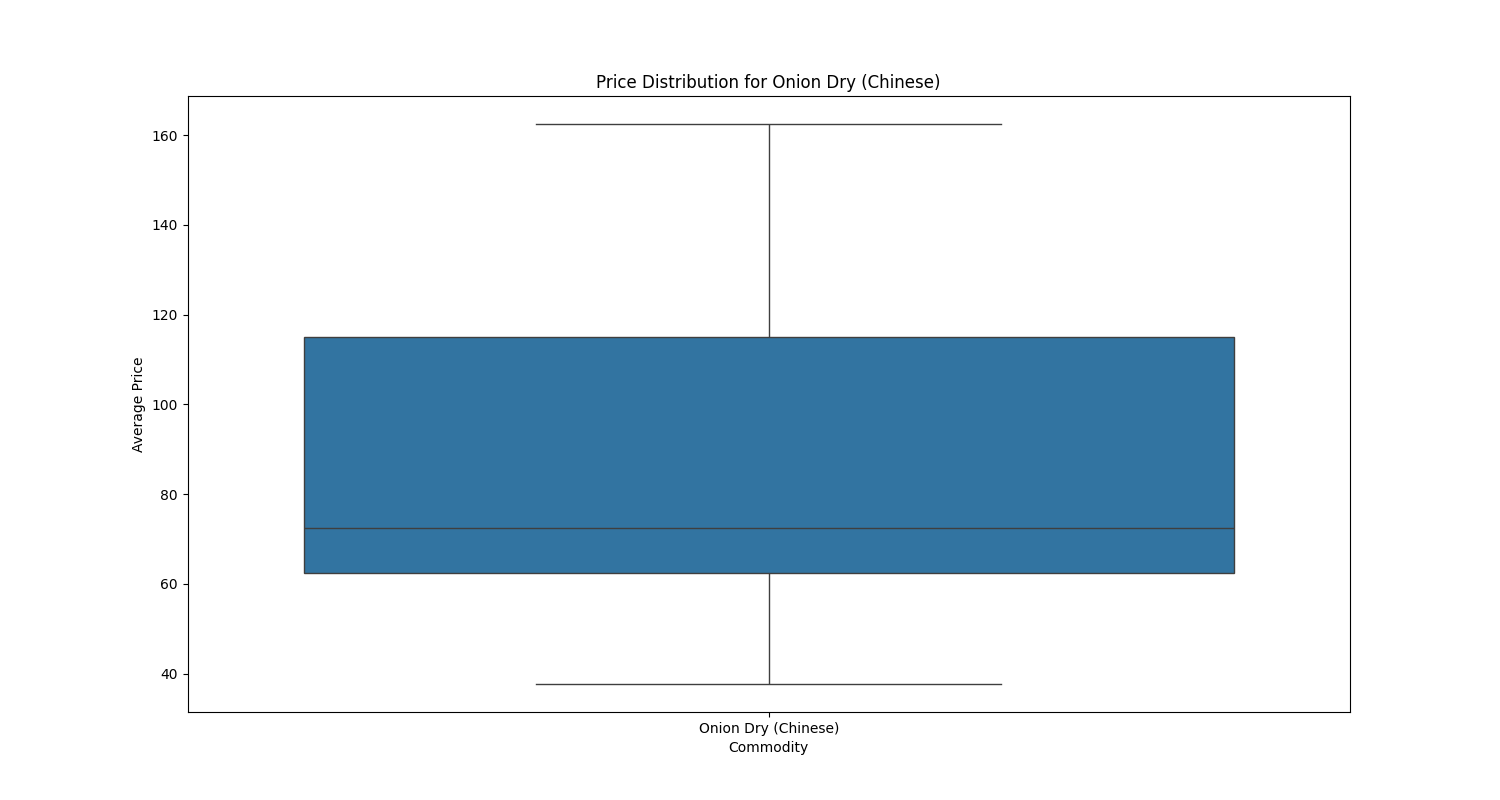 Price Distribution for Onion Dry (Chinese)
160
140
120
100
80
60
40
Average Price
Onion Dry (Chinese)
Commodity